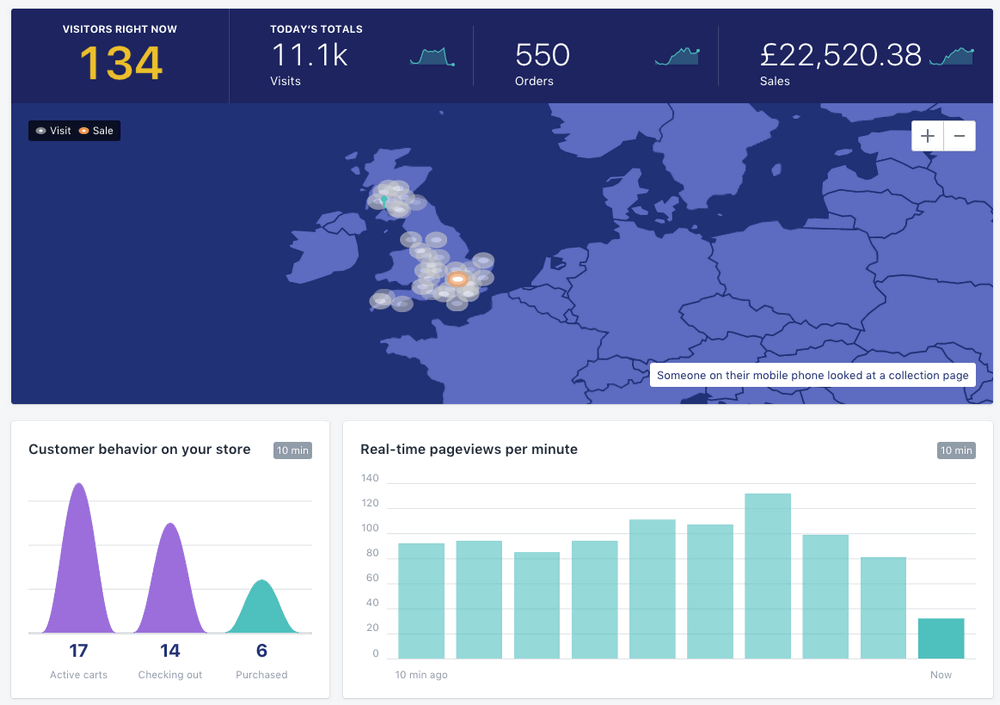 VISITORS RIGHT NOW
134
TODAY'S TOTALS
11.1k
Visits
550
Orders
£22,520.38
Sales
Visit
Sale
+
−
Someone on their mobile phone looked at a collection page
Customer behavior on your store
10 min
17
14
6
Active carts
Checking out
Purchased
Real-time pageviews per minute
10 min
140
120
100
80
60
40
20
0
10 min ago
Now